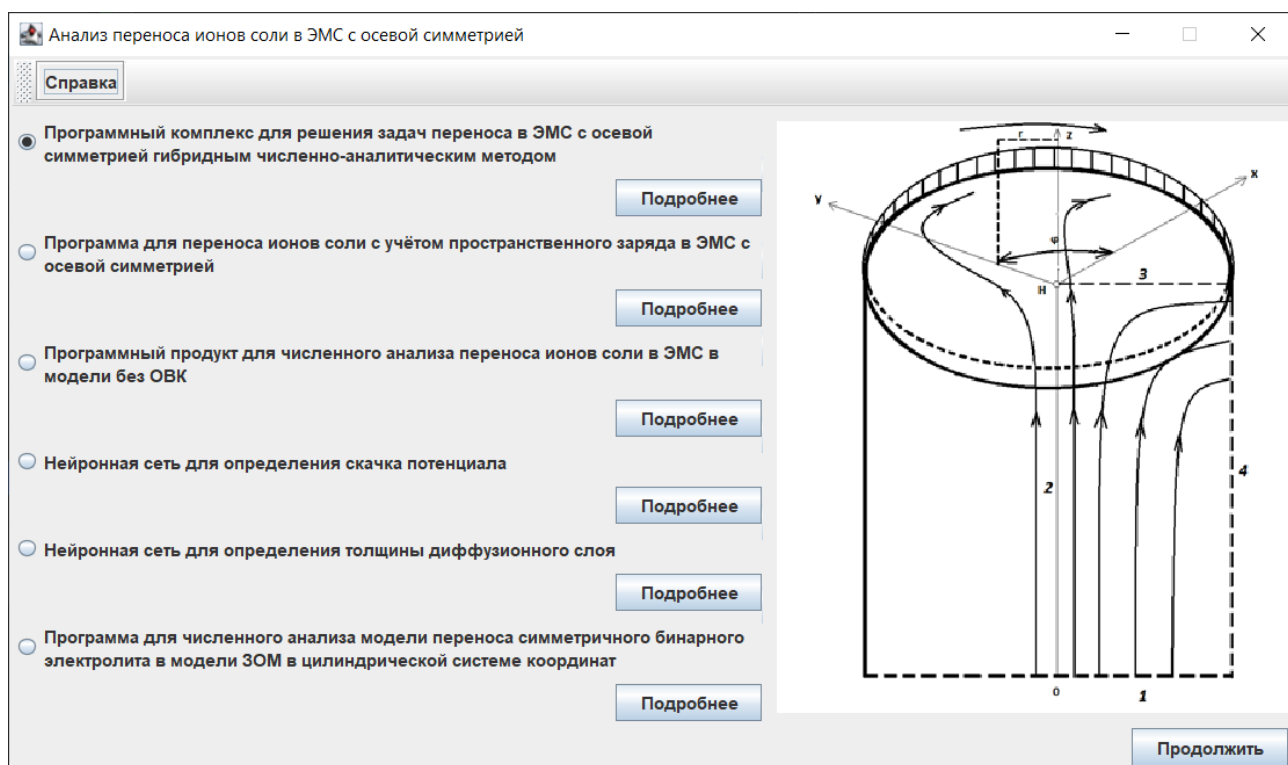 Анализ переноса ионов соли в ЭМС с осевой симметрией
Справка
Программный комплекс для решения задач переноса в ЭМС с осевой
симметрией гибридным численно-аналитическим методом
Подробнее
Программа для переноса ионов соли с учётом пространственного заряда в ЭМС с
осевой симметрией
Подробнее
Программный продукт для численного анализа переноса ионов соли в ЭМС в
модели без ОВК
Подробнее
Нейронная сеть для определения скачка потенциала
Подробнее
Нейронная сеть для определения толщины диффузионного слоя
Подробнее
Программа для численного анализа модели переноса симметричного бинарного
электролита в модели ЗОМ в цилиндрической системе координат
Подробнее
r
z
y
x
φ
3
H
2
4
0
1
Продолжить